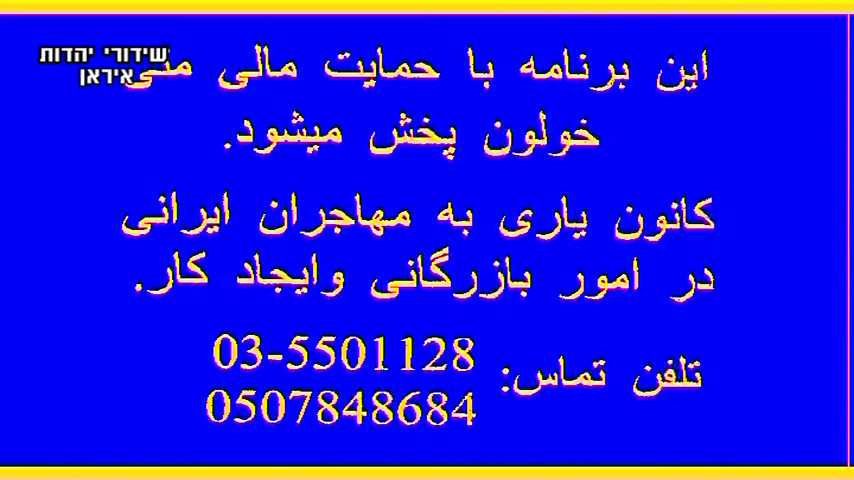 שידורי יהדות
איראן
این برنامه با حمایت مالی منی
خولون پخش میشود.
کانون یاری به مهاجران ایرانی
در امور بازرگانی وایجاد کار.
تلفن تماس: 03-5501128
0507848684